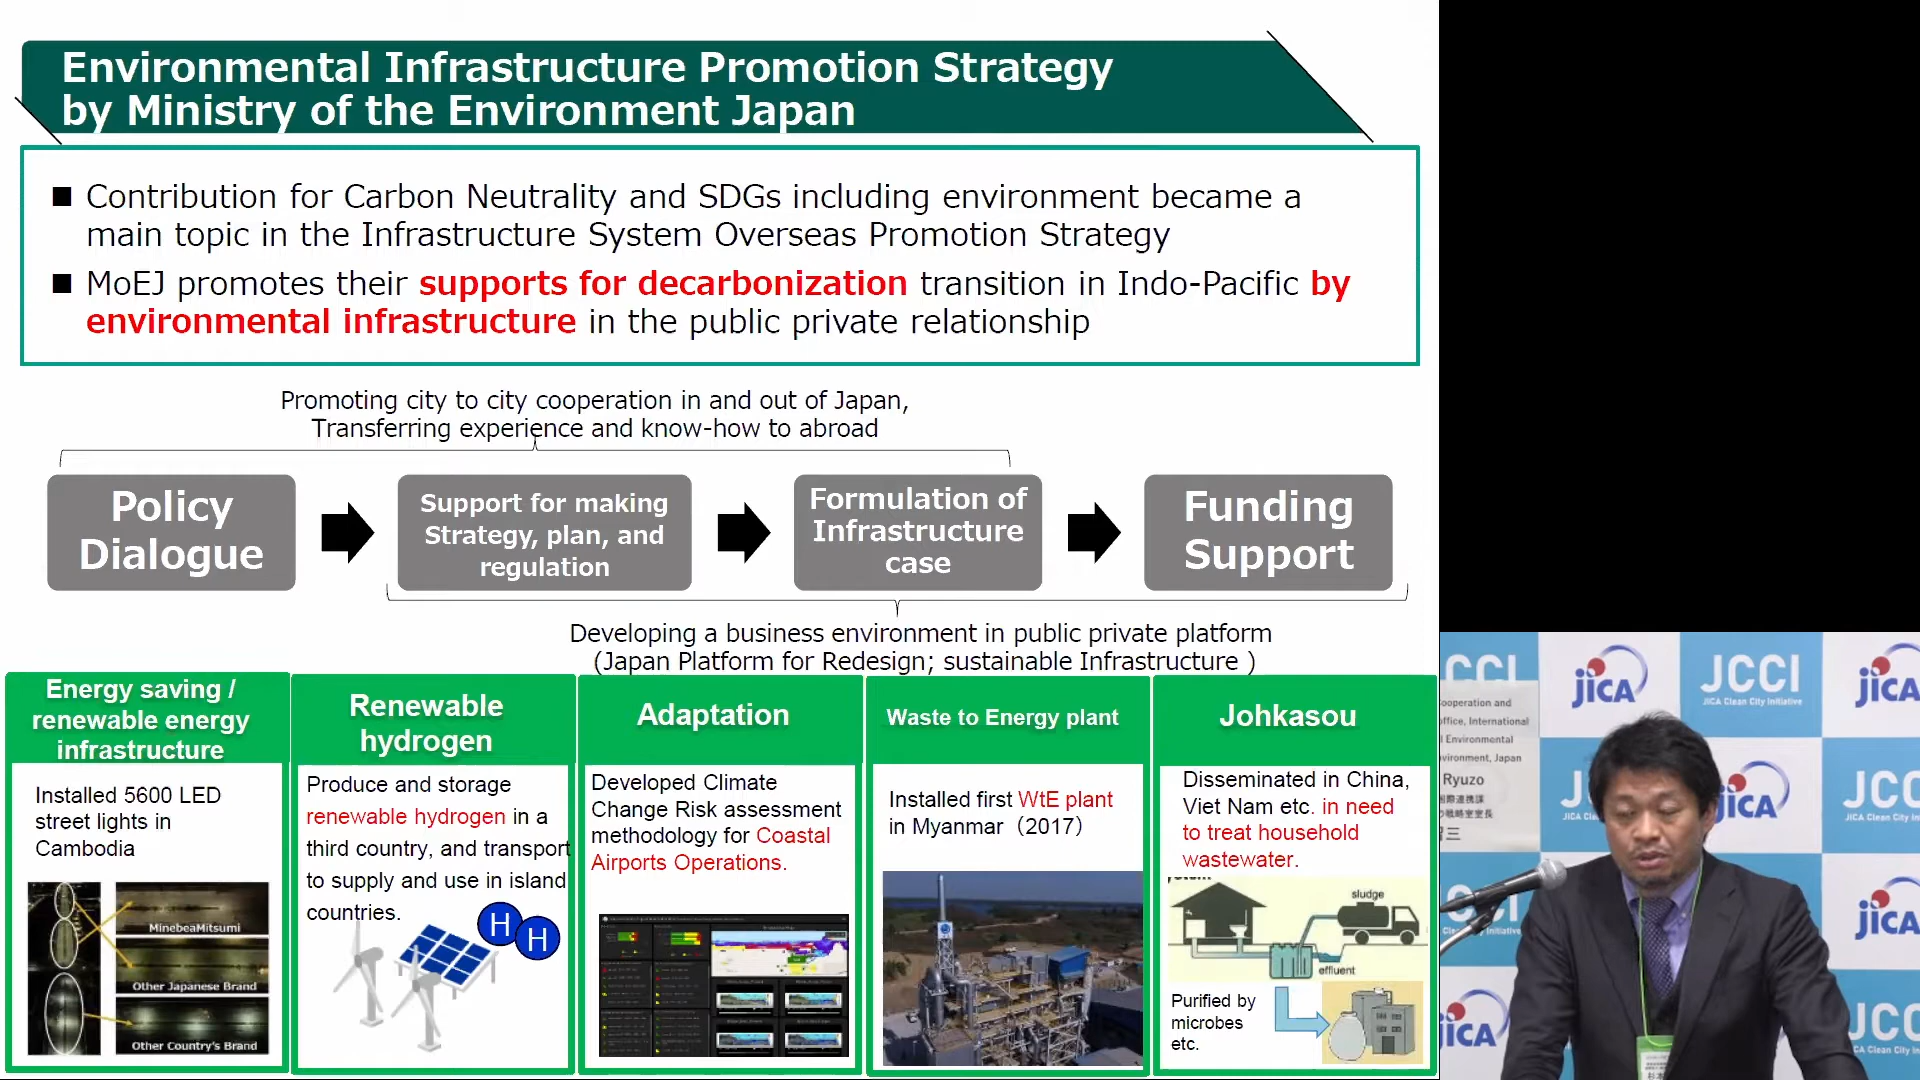 Environmental Infrastructure Promotion Strategy
by Ministry of the Environment Japan
■ Contribution for Carbon Neutrality and SDGs including environment became a
main topic in the Infrastructure System Overseas Promotion Strategy
■ MoEJ promotes their supports for decarbonization transition in Indo-Pacific by
environmental infrastructure in the public private relationship
Promoting city to city cooperation in and out of Japan,
Transferring experience and know-how to abroad
Policy
Dialogue
Support for making
Strategy, plan, and
regulation
Formulation of
Infrastructure
case
Funding
Support
Developing a business environment in public private platform
(Japan Platform for Redesign; sustainable Infrastructure )
Energy saving /
renewable energy
infrastructure
Installed 5600 LED
street lights in
Cambodia
MinebeaMitsumi
Other Japanese Brand
Other Country's Brand
Renewable
hydrogen
Produce and storage
renewable hydrogen in a
third country, and transport
to supply and use in island
countries.
H
H
Adaptation
Developed Climate
Change Risk assessment
methodology for Coastal
Airports Operations.
Waste to Energy plant
Installed first WtE plant
in Myanmar（2017）
Johkasou
Disseminated in China,
Viet Nam etc. in need
to treat household
wastewater.
sludge
effluent
Purified by
microbes
etc.
JICA
JCCI
JICA Clean City Initiative
JICA
ooperation and
ffice, International
l Environmental
vironment, Japan
Ryuzo
国際連携課
の戦略室室長
留三
JICA
JICA
JICA
JICA